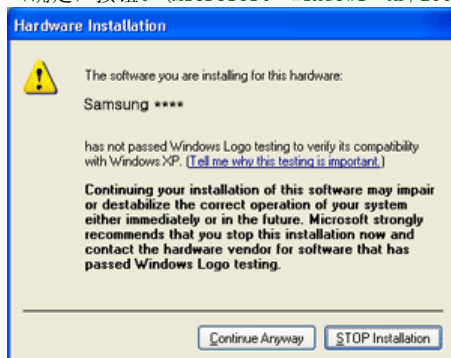 Hardware Installation
The software you are installing for this hardware:
Samsung ****
has not passed Windows Logo testing to verify its compatibility
with Windows XP. (Tell me why this testing is important.)
Continuing your installation of this software may impair
or destabilize the correct operation of your system
either immediately or in the future. Microsoft strongly
recommends that you stop this installation now and
contact the hardware vendor for software that has
passed Windows Logo testing.
Continue Anyway STOP Installation